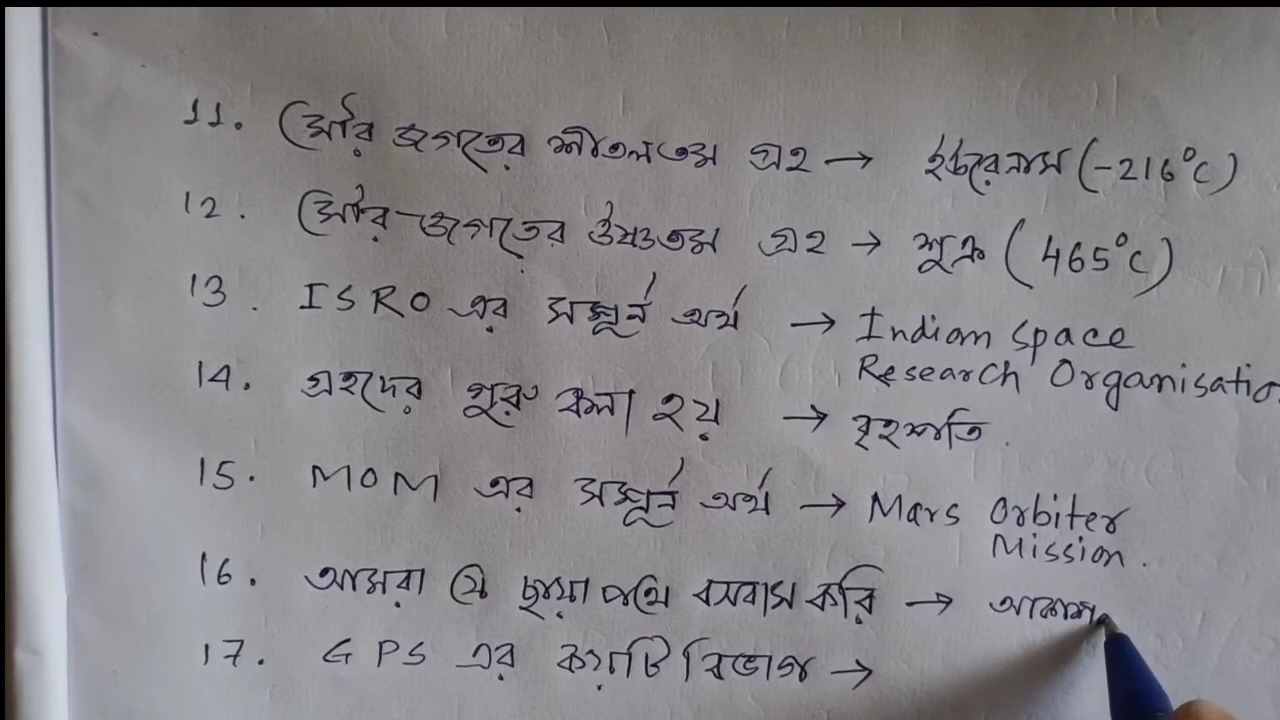 11. সৌর জগতের শীতলতম গ্রহ → ইউরেনাস (-216°C)
12. সৌর জগতের উষ্ণতম গ্রহ → শুক্র (465°C)
13. ISRO এর সম্পূর্ন অর্থ → Indian Space
Research Organisatio
14. গ্রহদের গুরু বলা হয় → বৃহস্পতি.
15. MOM এর সম্পূর্ন অর্থ → Mars Orbiter
Mission.
16. আমরা যে ছায়াপথে বসবাস করি → আকাশ
17. GPS এর কয়টি বিভাগ →